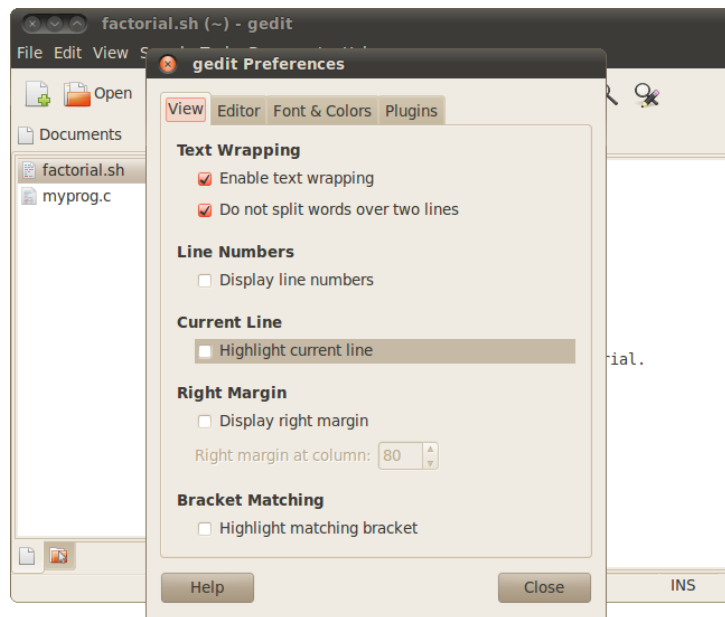 factorial.sh (~) - gedit
File Edit View
gedit Preferences
Open
View Editor Font & Colors Plugins
Documents
factorial.sh
myprog.c
Text Wrapping
Enable text wrapping
Do not split words over two lines
Line Numbers
Display line numbers
Current Line
Highlight current line
rial.
Right Margin
Display right margin
Right margin at column: 80
Bracket Matching
Highlight matching bracket
Help Close
INS